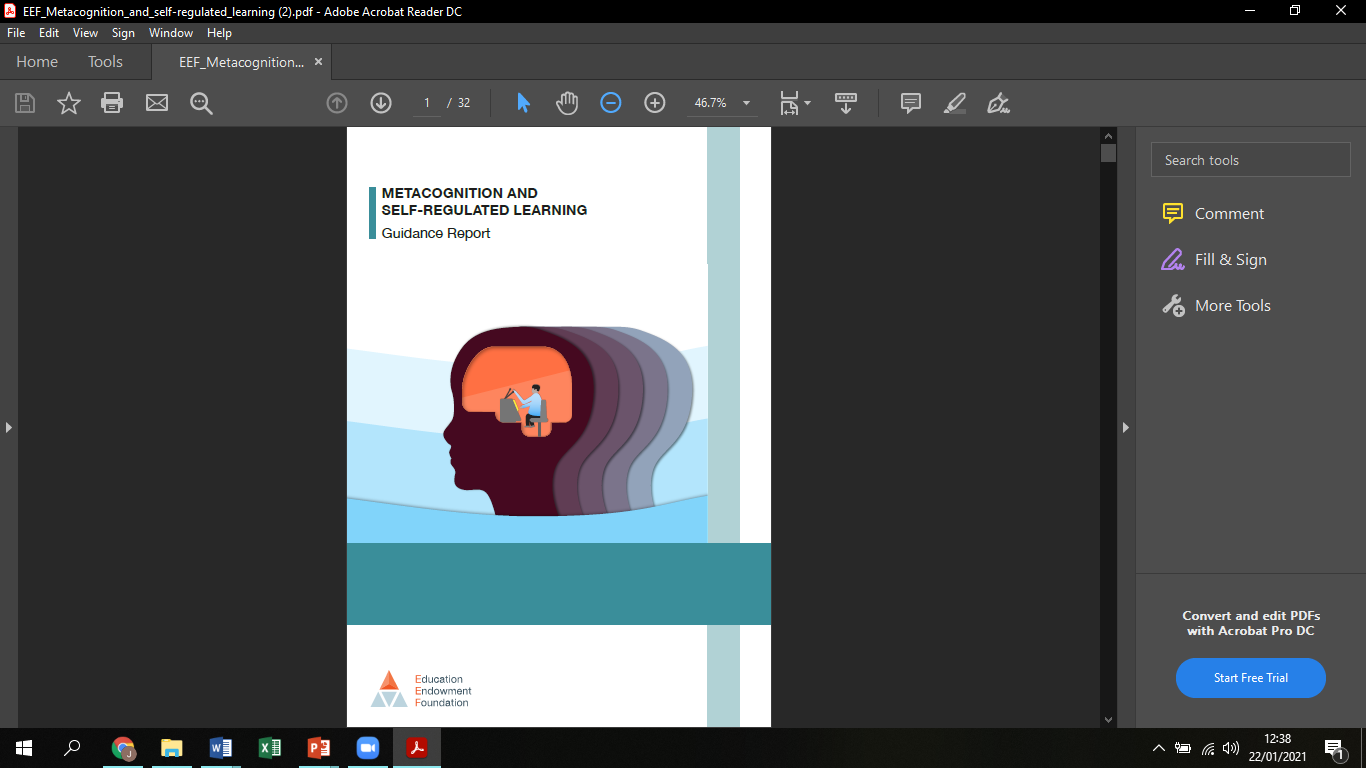 EEF_Metacognition_and_self-regulated_learning (2).pdf - Adobe Acrobat Reader DC
File Edit View Sign Window Help
Home Tools EEF_Metacognition... ×
1 / 32 46.7%
METACOGNITION AND
SELF-REGULATED LEARNING
Guidance Report
Education
Endowment
Foundation
Search tools
Comment
Fill & Sign
More Tools
Convert and edit PDFs
with Acrobat Pro DC
Start Free Trial
12:38
22/01/2021
1